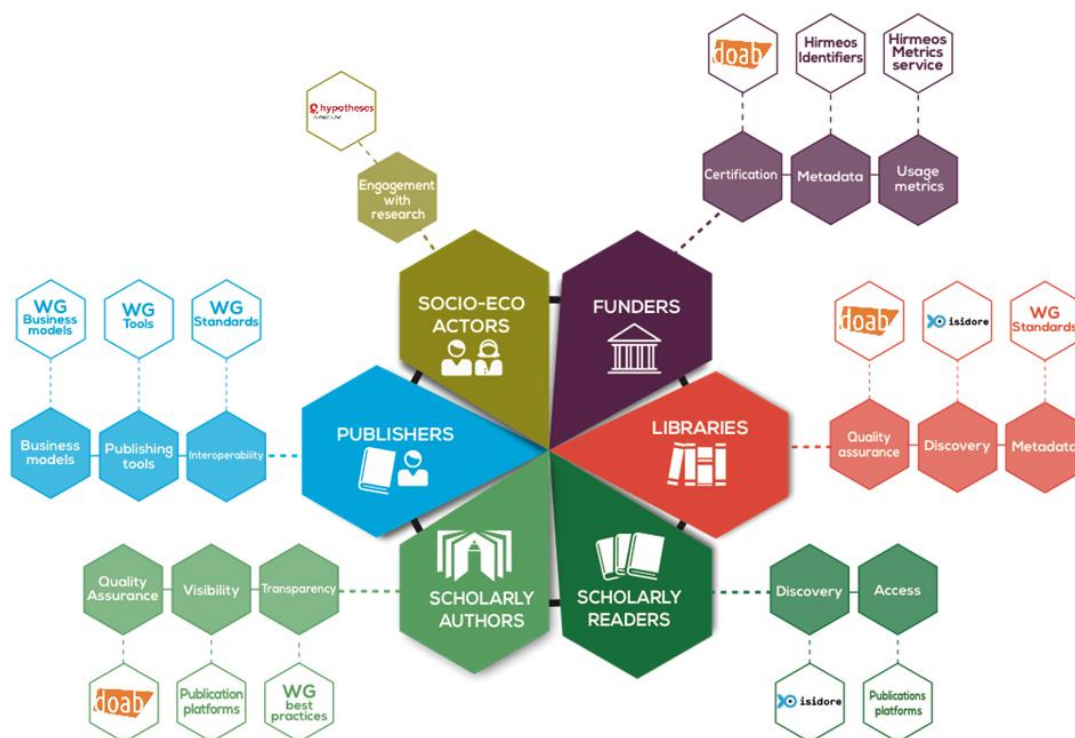 doab
Hirmeos
Identifiers
Hirmeos
Metrics
service
hypotheses
Certification
Metadata
Usage
metrics
Engagement
with
research
SOCIO-ECO
ACTORS
FUNDERS
WG
Business
models
WG
Tools
WG
Standards
doab
isidore
WG
Standards
Business
models
Publishing
tools
Interoperability
PUBLISHERS
LIBRARIES
Quality
assurance
Discovery
Metadata
Quality
Assurance
Visibility
Transparency
SCHOLARLY
AUTHORS
SCHOLARLY
READERS
Discovery
Access
doab
Publication
platforms
WG
best
practices
isidore
Publications
platforms